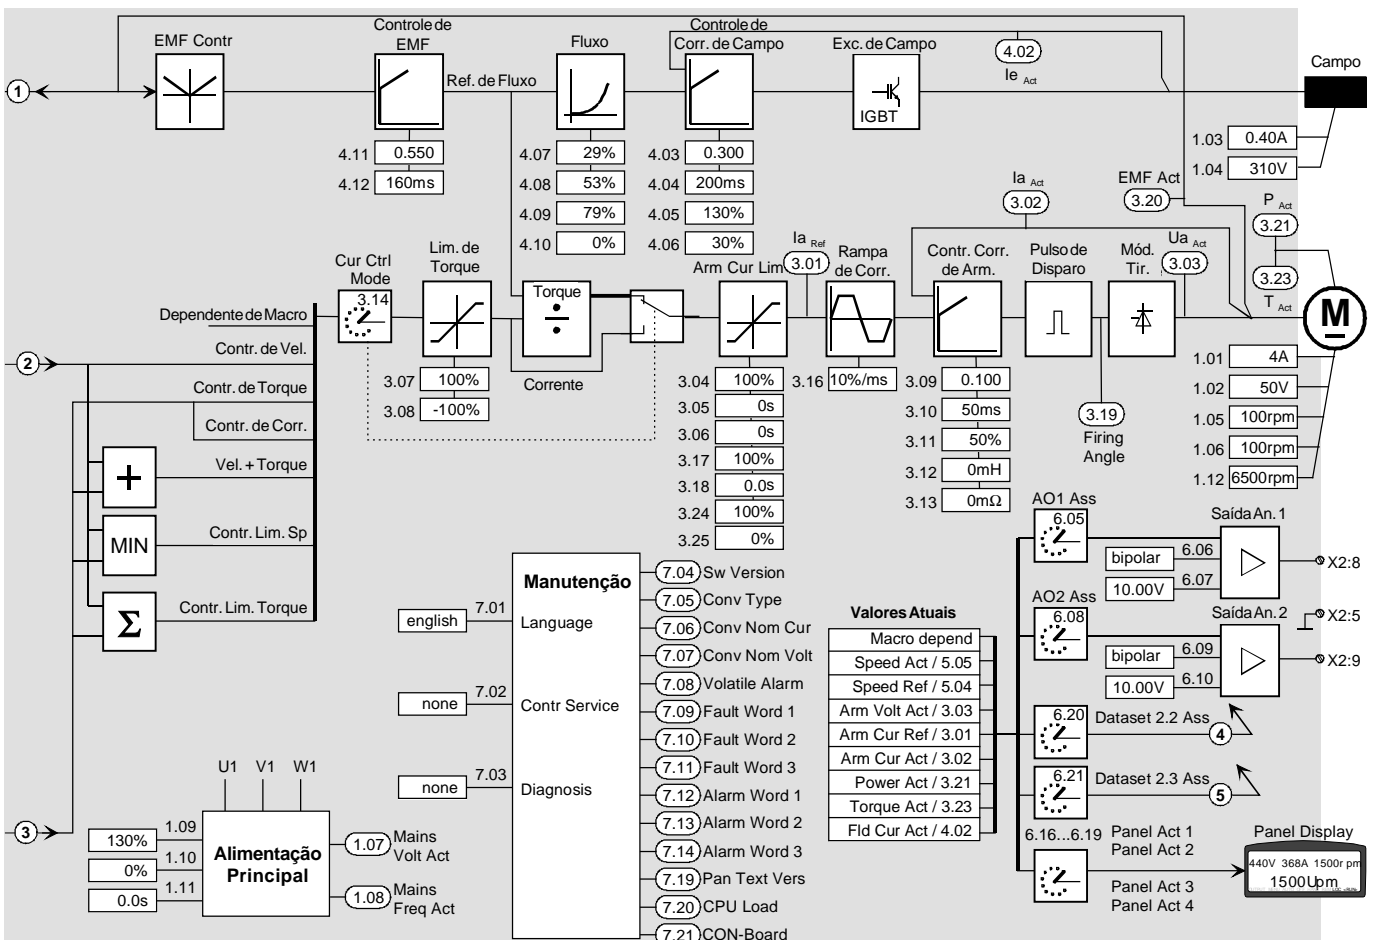 Controle de
EMF
EMF Contr
Fluxo
Controle de
Corr. de Campo
Exc. de Campo
4.02
Ie Act
Campo
Ref. de Fluxo
1
IGBT
4.11 0.550
4.12 160ms
4.07 29%
4.08 53%
4.09 79%
4.10 0%
4.03 0.300
4.04 200ms
4.05 130%
4.06 30%
1.03 0.40A
1.04 310V
Ia Act
3.02
EMF Act
3.20
P Act
3.21
3.23
T Act
Cur Ctrl
Mode
3.14
Lim. de
Torque
Torque
÷
Corrente
Arm Cur Lim
Ia Ref
3.01
Rampa
de Corr.
Contr. Corr.
de Arm.
Pulso de
Disparo
Mód.
Tir.
Ua Act
3.03
M
Dependente de Macro
2
Contr. de Vel.
Contr. de Torque
Contr. de Corr.
+
Vel. + Torque
MIN
Contr. Lim. Sp
Σ
Contr. Lim. Torque
3.07 100%
3.08 -100%
3.04 100%
3.05 0s
3.06 0s
3.17 100%
3.18 0.0s
3.24 100%
3.25 0%
3.16 10%/ms
3.09 0.100
3.10 50ms
3.11 50%
3.12 0mH
3.13 0mΩ
3.19
Firing
Angle
1.01 4A
1.02 50V
1.05 100rpm
1.06 100rpm
1.12 6500rpm
Manutenção
english 7.01 Language
none 7.02 Contr Service
none 7.03 Diagnosis
7.04 Sw Version
7.05 Conv Type
7.06 Conv Nom Cur
7.07 Conv Nom Volt
7.08 Volatile Alarm
7.09 Fault Word 1
7.10 Fault Word 2
7.11 Fault Word 3
7.12 Alarm Word 1
7.13 Alarm Word 2
7.14 Alarm Word 3
7.19 Pan Text Vers
7.20 CPU Load
7.21 CON-Board
Valores Atuais
Macro depend
Speed Act / 5.05
Speed Ref / 5.04
Arm Volt Act / 3.03
Arm Cur Ref / 3.01
Arm Cur Act / 3.02
Power Act / 3.21
Torque Act / 3.23
Fld Cur Act / 4.02
AO1 Ass
6.05
Saída An. 1
bipolar 6.06
10.00V 6.07
X2:8
AO2 Ass
6.08
Saída An. 2
X2:5
bipolar 6.09
10.00V 6.10
X2:9
6.20 Dataset 2.2 Ass
4
6.21 Dataset 2.3 Ass
5
6.16...6.19 Panel Act 1
Panel Act 2
Panel Act 3
Panel Act 4
Panel Display
440V 368A 1500r pm
1500Upm
3
U1 V1 W1
130% 1.09
0% 1.10
0.0s 1.11
Alimentação
Principal
1.07 Mains
Volt Act
1.08 Mains
Freq Act